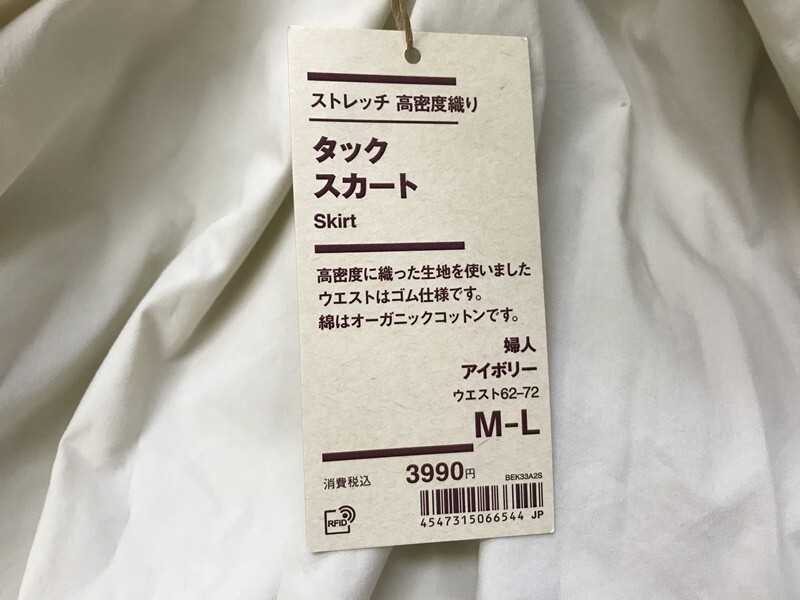 ストレッチ 高密度織り
タック
スカート
Skirt
高密度に織った生地を使いました
ウエストはゴム仕様です。
綿はオーガニックコットンです。
婦人
アイボリー
ウエスト62-72
M-L
消費税込 3990円 BEK33A2S
RFID
4547315066544 JP